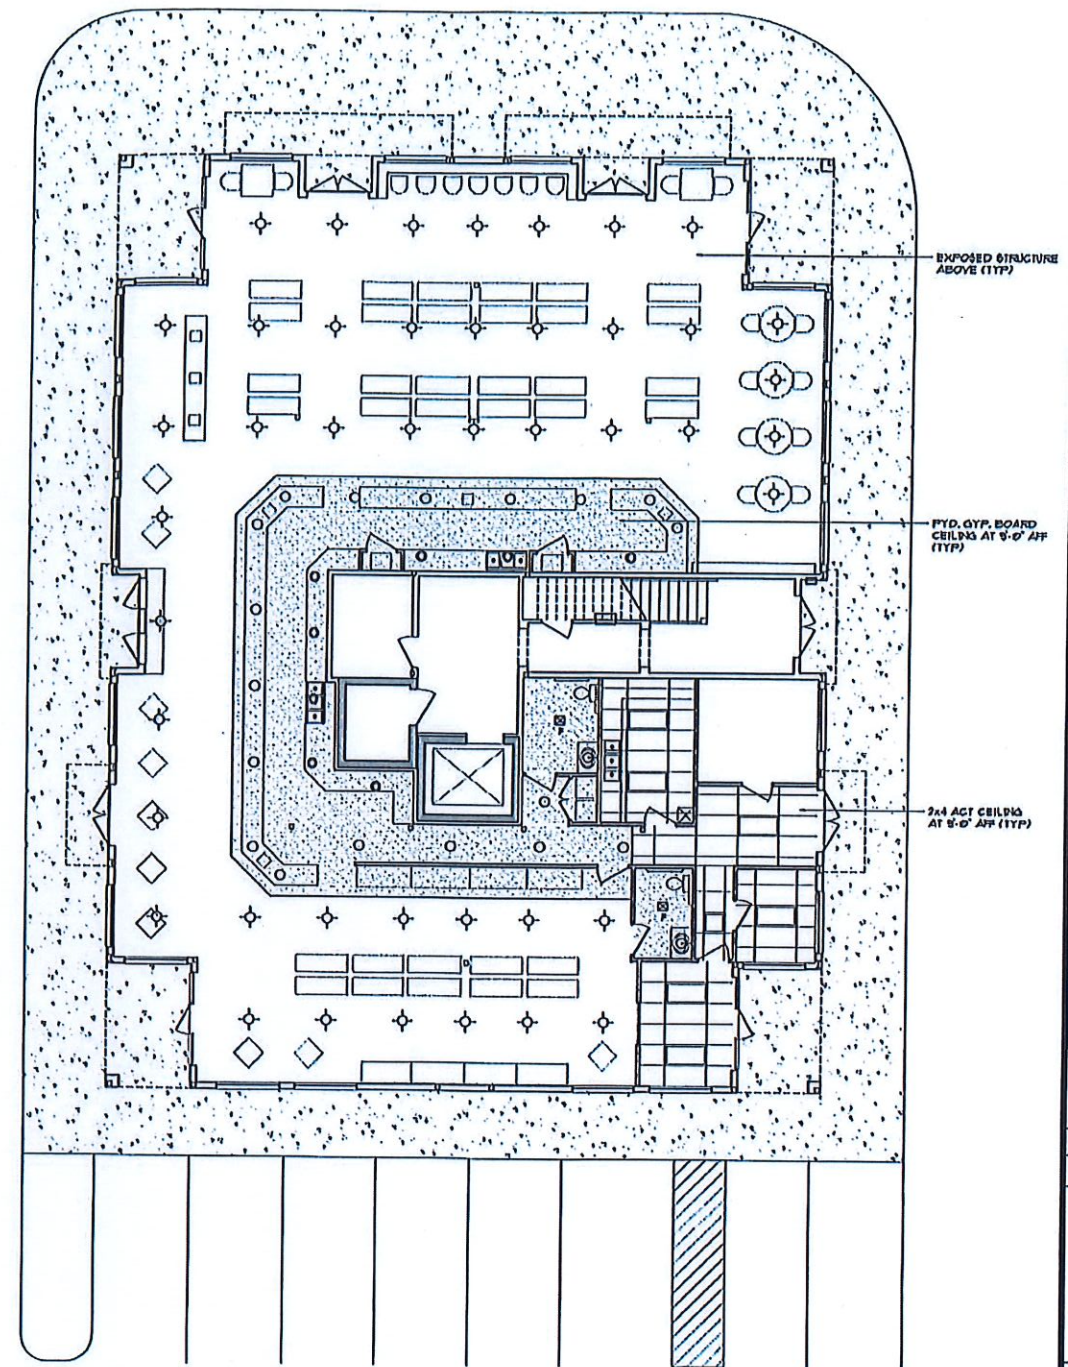 EXPOSED STRUCTURE
ABOVE (TYP)
PTD. GYP. BOARD
CEILING AT 9'-0" AFF
(TYP)
2x4 ACT CEILING
AT 9'-0" AFF (TYP)
F
F